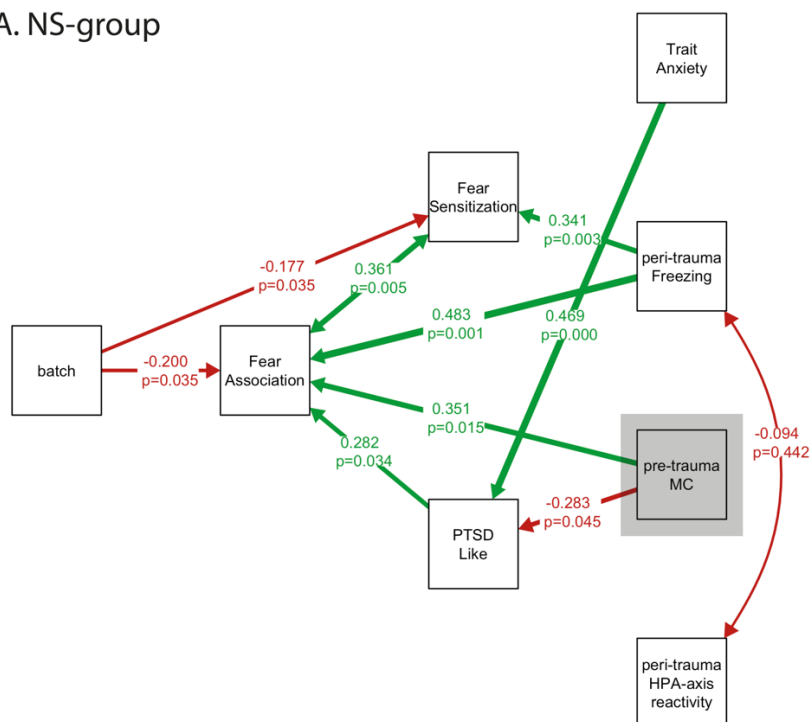 A. NS-group
Trait
Anxiety
Fear
Sensitization
0.341
p=0.003
peri-trauma
Freezing
-0.177
p=0.035
0.361
p=0.005
0.483
p=0.001
0.469
p=0.000
batch
-0.200
p=0.035
Fear
Association
0.351
p=0.015
0.282
p=0.034
pre-trauma
MC
-0.094
p=0.442
-0.283
p=0.045
PTSD
Like
peri-trauma
HPA-axis
reactivity